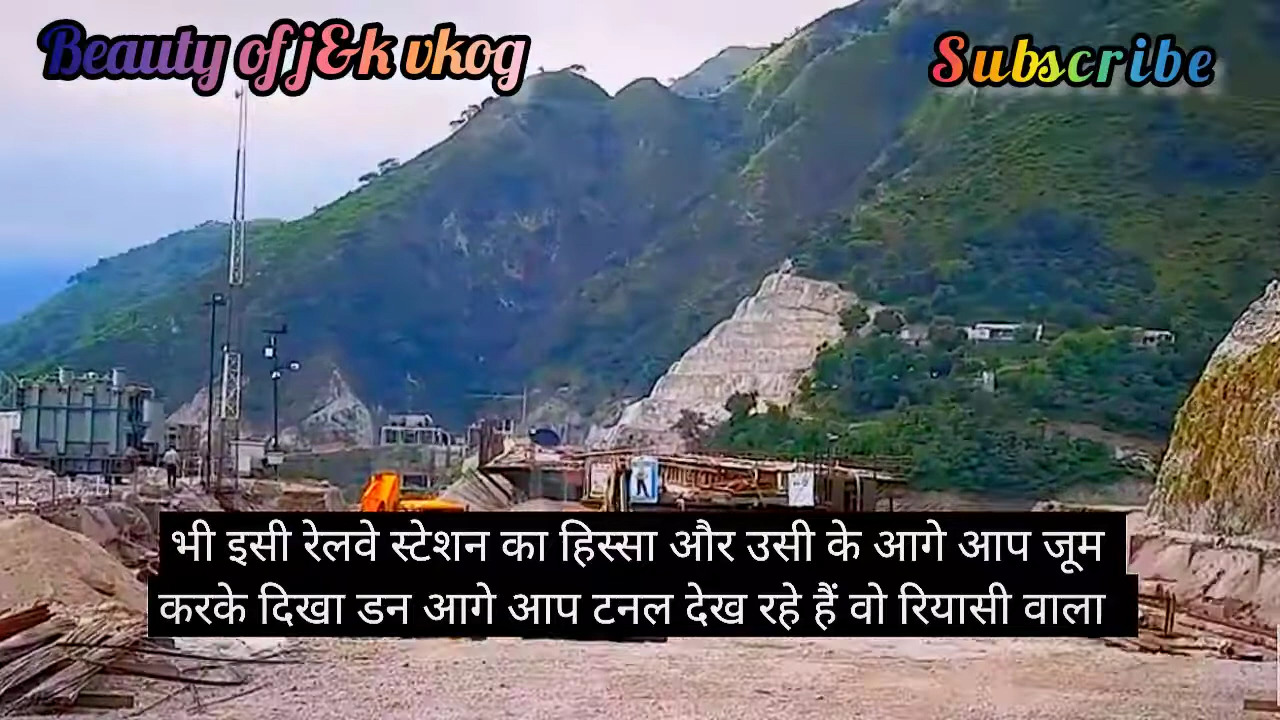 Beauty of j&k vkog
Subscribe
भी इसी रेलवे स्टेशन का हिस्सा और उसी के आगे आप जूम
करके दिखा डन आगे आप टनल देख रहे हैं वो रियासी वाला